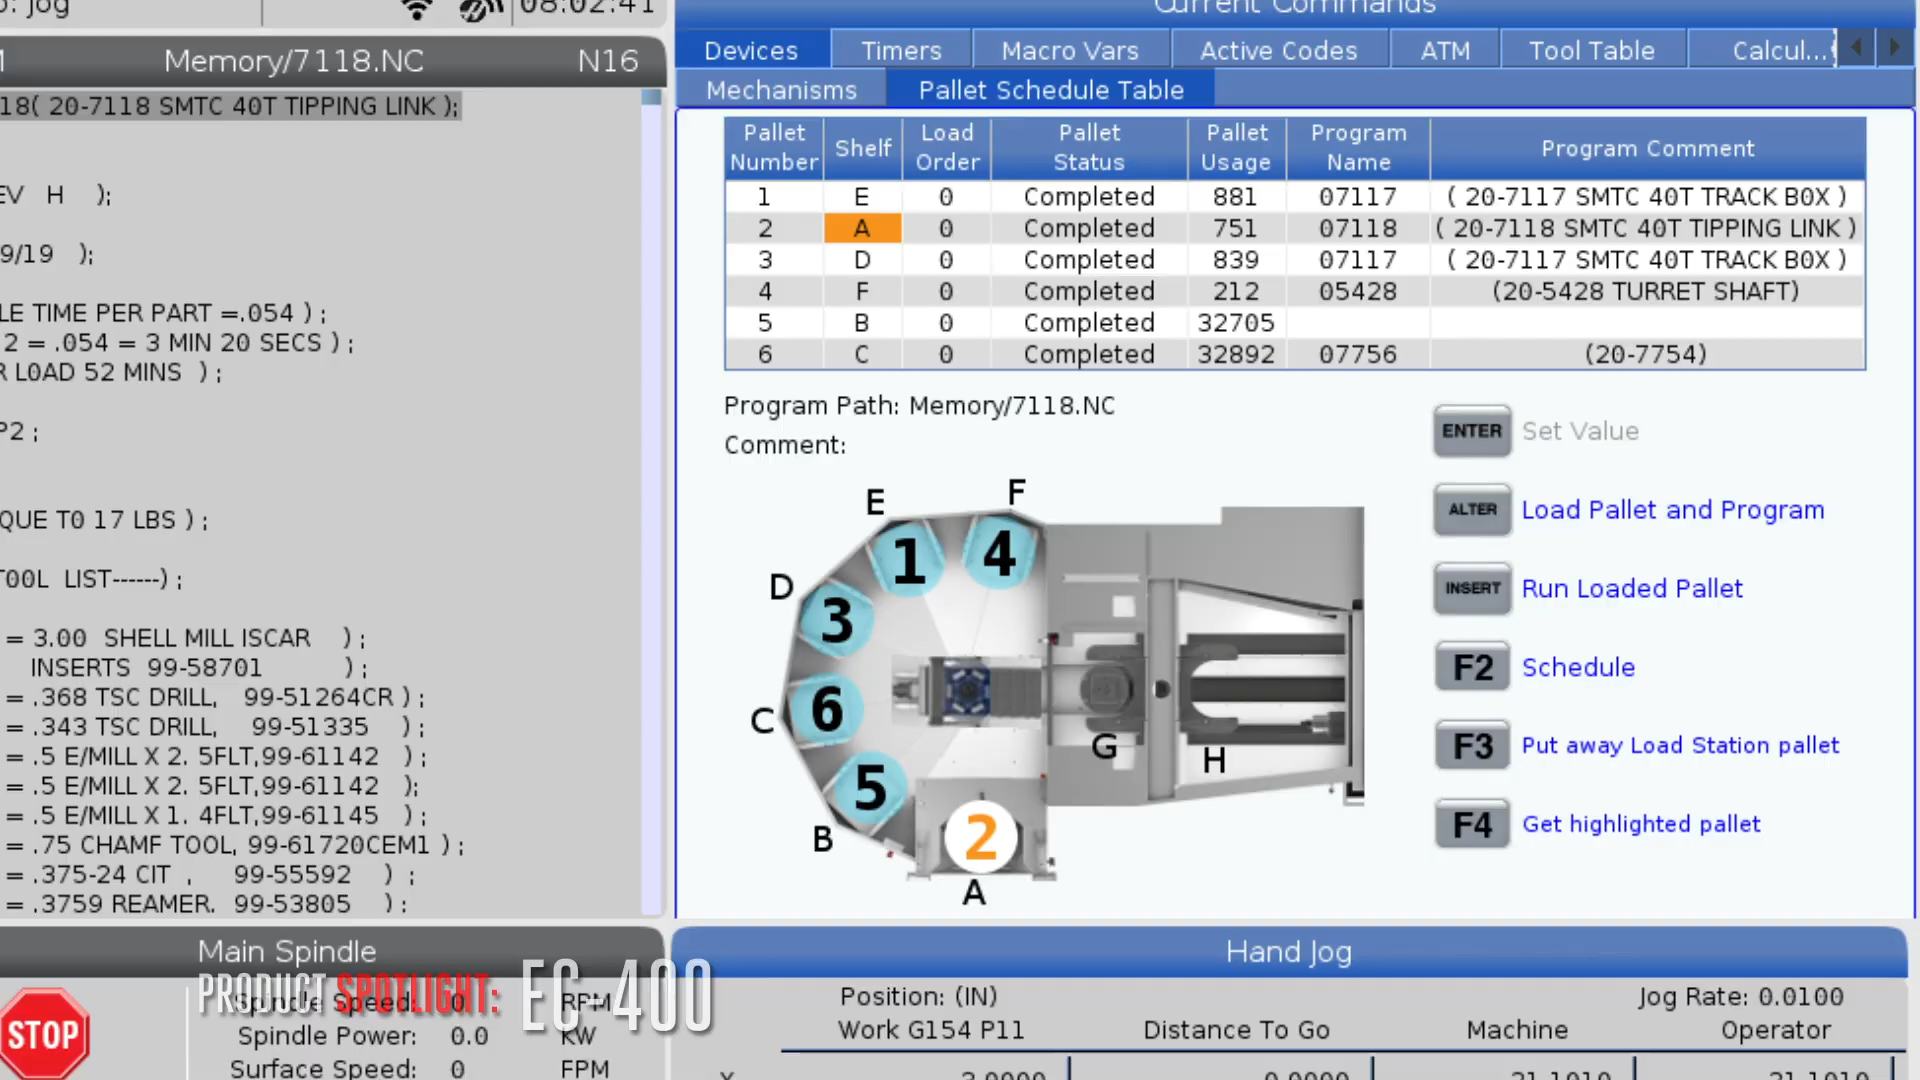 : Jog
08:02:41
Current Commands
Memory/7118.NC
N16
Devices
Timers
Macro Vars
Active Codes
ATM
Tool Table
Calcul...
Mechanisms
Pallet Schedule Table
18( 20-7118 SMTC 40T TIPPING LINK );
EV H );
9/19 );
LE TIME PER PART =.054 );
2 = .054 = 3 MIN 20 SECS );
R L0AD 52 MINS );
P2 ;
QUE T0 17 LBS );
T00L LIST------);
= 3.00 SHELL MILL ISCAR );
INSERTS 99-58701 );
= .368 TSC DRILL, 99-51264CR );
= .343 TSC DRILL, 99-51335 );
= .5 E/MILL X 2. 5FLT,99-61142 );
= .5 E/MILL X 2. 5FLT,99-61142 );
= .5 E/MILL X 1. 4FLT,99-61145 );
= .75 CHAMF TOOL, 99-61720CEM1 );
= .375-24 CIT , 99-55592 ) ;
= .3759 REAMER. 99-53805 ) :
Pallet Number Shelf Load Order Pallet Status Pallet Usage Program Name Program Comment
1 E 0 Completed 881 07117 ( 20-7117 SMTC 40T TRACK B0X )
2 A 0 Completed 751 07118 ( 20-7118 SMTC 40T TIPPING LINK )
3 D 0 Completed 839 07117 ( 20-7117 SMTC 40T TRACK B0X )
4 F 0 Completed 212 05428 (20-5428 TURRET SHAFT)
5 B 0 Completed 32705
6 C 0 Completed 32892 07756 (20-7754)
Program Path: Memory/7118.NC
Comment:
E
F
1
4
D
3
C
6
5
B
2
A
G
H
ENTER Set Value
ALTER Load Pallet and Program
INSERT Run Loaded Pallet
F2 Schedule
F3 Put away Load Station pallet
F4 Get highlighted pallet
Main Spindle
STOP
Spindle Speed: 0 RPM
Spindle Power: 0.0 KW
Surface Speed: 0 FPM
PRODUCT SPOTLIGHT: EC-400
Hand Jog
Position: (IN)
Jog Rate: 0.0100
Work G154 P11
Distance To Go
Machine
Operator